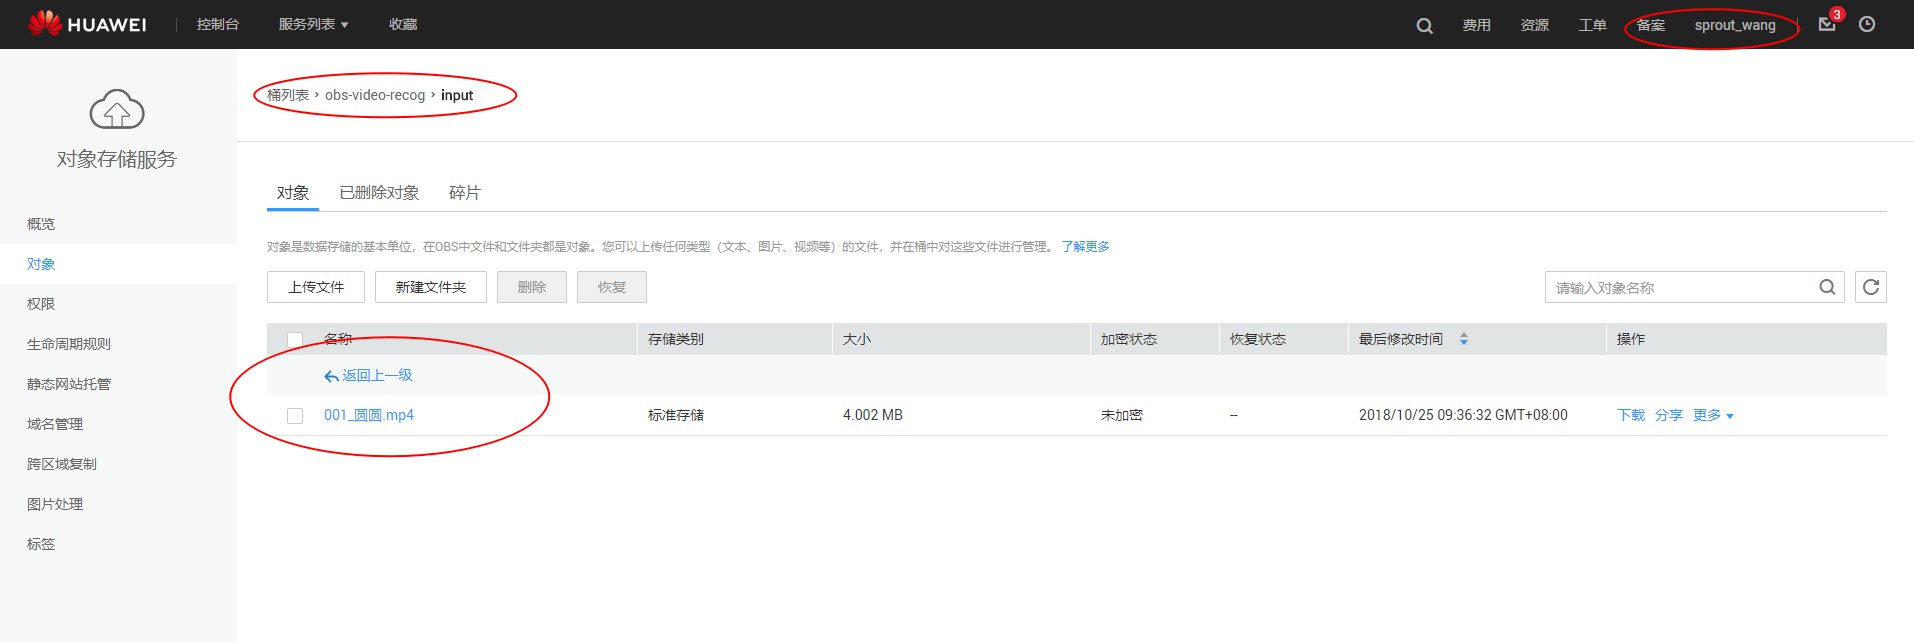 HUAWEI 控制台 服务列表 收藏 费用 资源 工单 备案 sprout_wang 3
桶列表 › obs-video-recog › input
对象存储服务
概览
对象
权限
生命周期规则
静态网站托管
域名管理
跨区域复制
图片处理
标签
对象 已删除对象 碎片
对象是数据存储的基本单位，在OBS中文件和文件夹都是对象。您可以上传任何类型（文本、图片、视频等）的文件，并在桶中对这些文件进行管理。 了解更多
上传文件 新建文件夹 删除 恢复 请输入对象名称
名称 存储类别 大小 加密状态 恢复状态 最后修改时间 操作
返回上一级
001_圆圆.mp4 标准存储 4.002 MB 未加密 -- 2018/10/25 09:36:32 GMT+08:00 下载 分享 更多